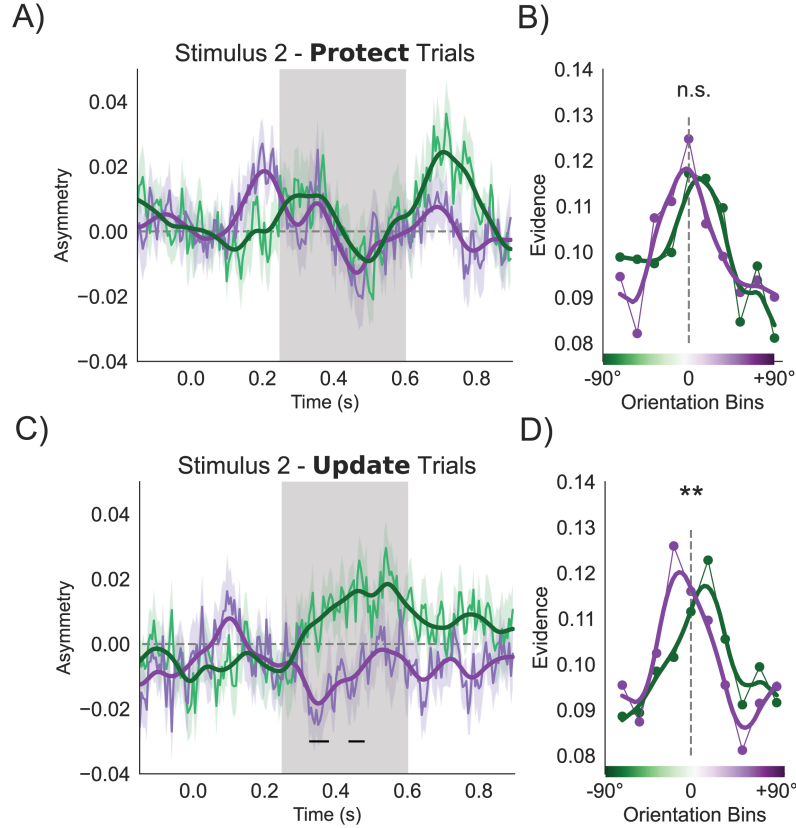 A)
Stimulus 2 - Protect Trials
0.04
0.02
0.00
−0.02
−0.04
Asymmetry
0.0 0.2 0.4 0.6 0.8
Time (s)
B)
n.s.
0.14
0.13
0.12
0.11
0.10
0.09
0.08
Evidence
-90° 0 +90°
Orientation Bins
C)
Stimulus 2 - Update Trials
0.04
0.02
0.00
−0.02
−0.04
Asymmetry
0.0 0.2 0.4 0.6 0.8
Time (s)
D)
**
0.14
0.13
0.12
0.11
0.10
0.09
0.08
Evidence
-90° 0 +90°
Orientation Bins